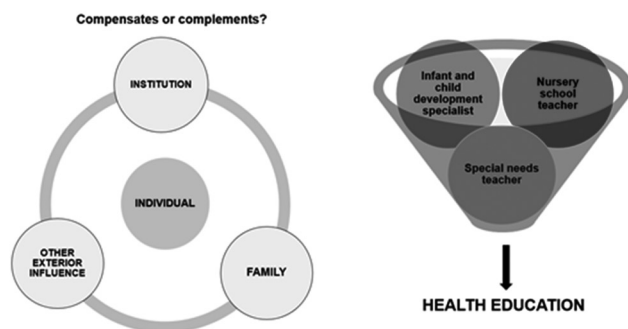 Compensates or complements?
INSTITUTION
INDIVIDUAL
OTHER
EXTERIOR
INFLUENCE
FAMILY
Infant and
child
development
specialist
Nursery
school
teacher
Special needs
teacher
HEALTH EDUCATION